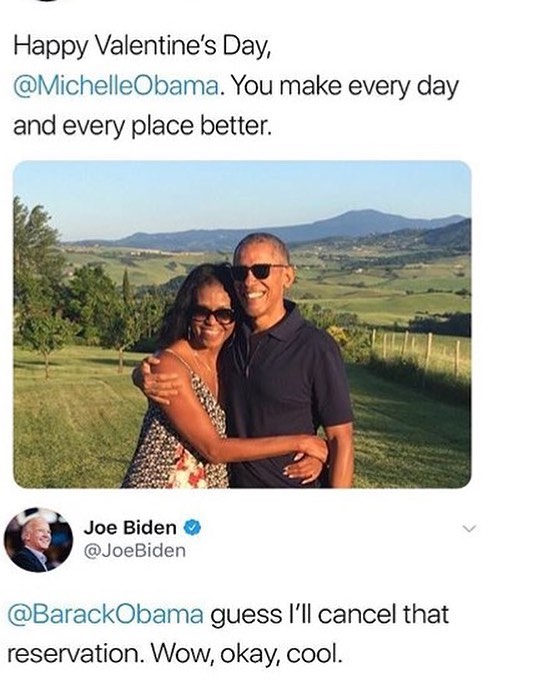 Happy Valentine's Day,
@MichelleObama. You make every day
and every place better.
Joe Biden
@JoeBiden
@BarackObama guess I'll cancel that
reservation. Wow, okay, cool.